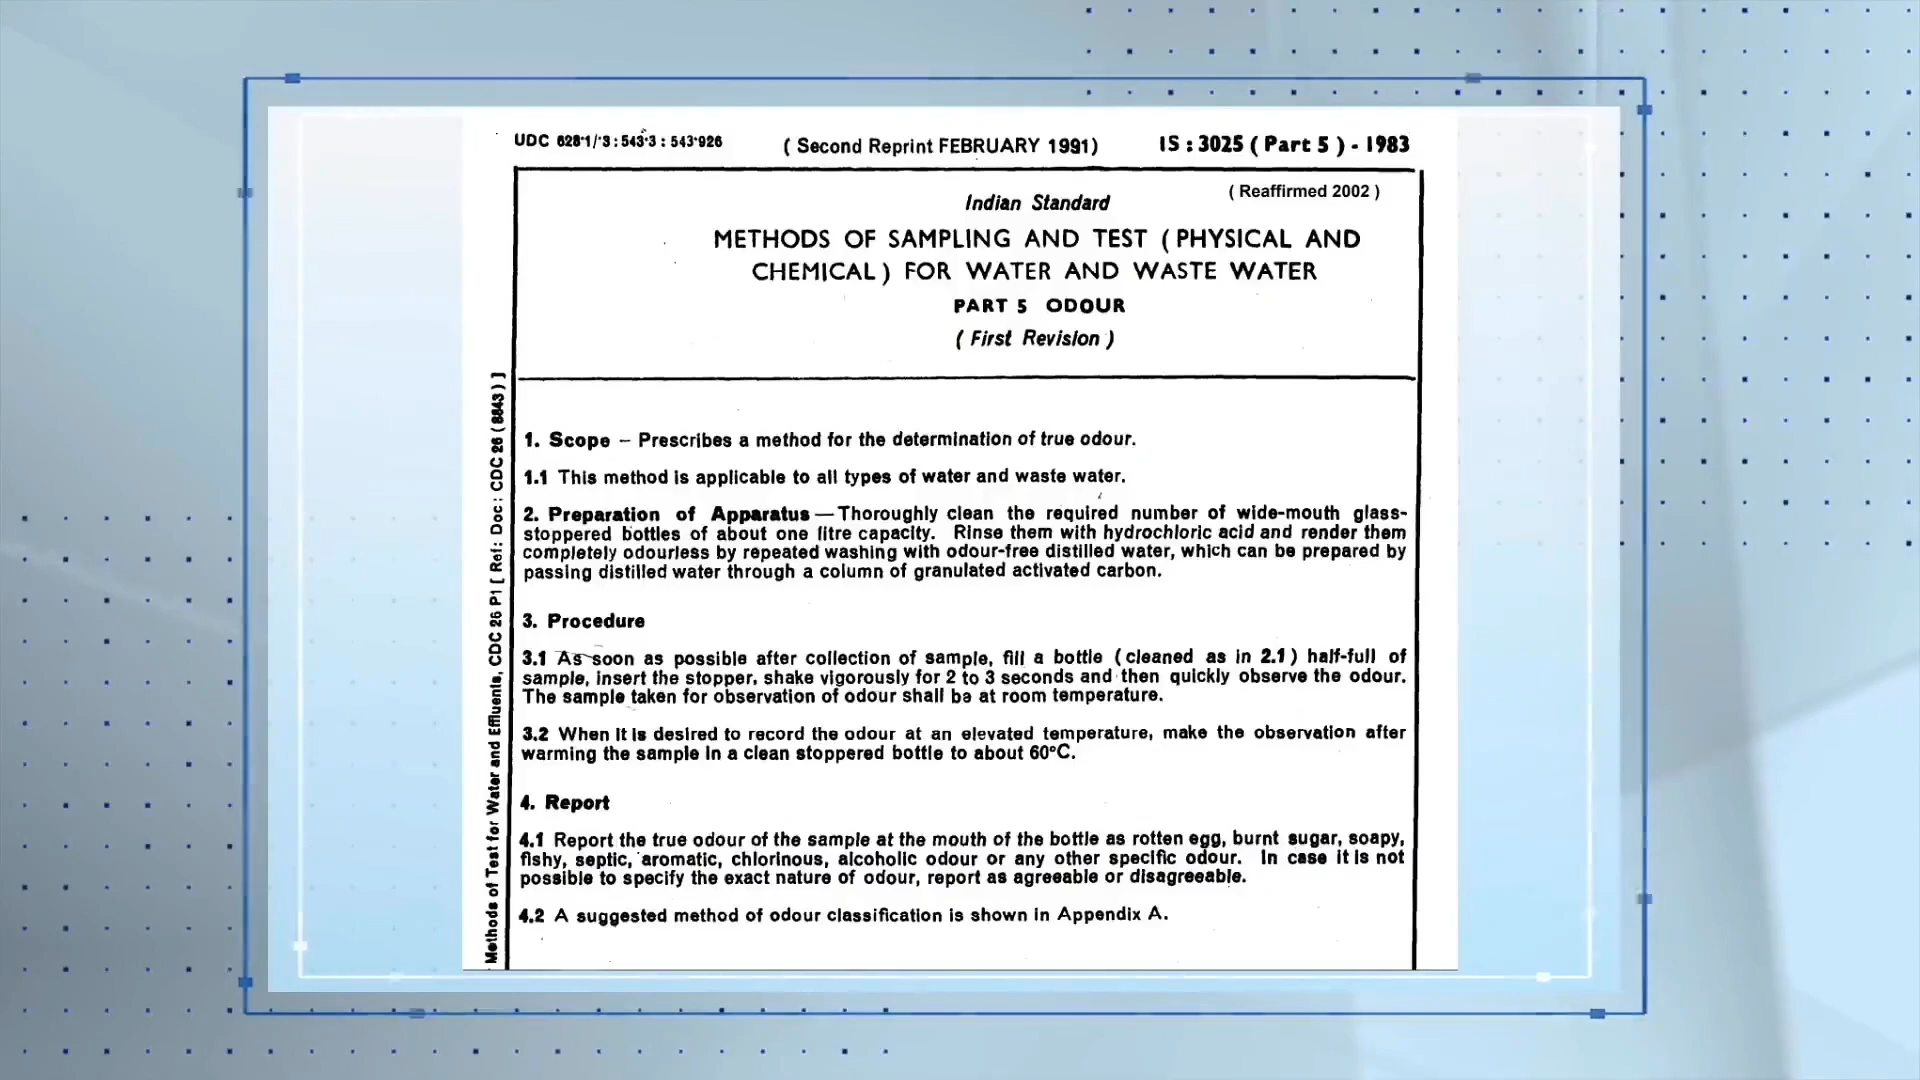 UDC 628·1/·3 : 543·3 : 543·926
( Second Reprint FEBRUARY 1991 )
IS : 3025 ( Part 5 ) - 1983
( Reaffirmed 2002 )
Indian Standard
METHODS OF SAMPLING AND TEST ( PHYSICAL AND
CHEMICAL ) FOR WATER AND WASTE WATER
PART 5 ODOUR
( First Revision )
1. Scope — Prescribes a method for the determination of true odour.
1.1 This method is applicable to all types of water and waste water.
2. Preparation of Apparatus — Thoroughly clean the required number of wide-mouth glass-
stoppered bottles of about one litre capacity. Rinse them with hydrochloric acid and render them
completely odourless by repeated washing with odour-free distilled water, which can be prepared by
passing distilled water through a column of granulated activated carbon.
3. Procedure
3.1 As soon as possible after collection of sample, fill a bottle ( cleaned as in 2.1 ) half-full of
sample, insert the stopper, shake vigorously for 2 to 3 seconds and then quickly observe the odour.
The sample taken for observation of odour shall be at room temperature.
3.2 When it is desired to record the odour at an elevated temperature, make the observation after
warming the sample in a clean stoppered bottle to about 60°C.
4. Report
4.1 Report the true odour of the sample at the mouth of the bottle as rotten egg, burnt sugar, soapy,
fishy, septic, aromatic, chlorinous, alcoholic odour or any other specific odour. In case it is not
possible to specify the exact nature of odour, report as agreeable or disagreeable.
4.2 A suggested method of odour classification is shown in Appendix A.
Methods of Test for Water and Effluents, CDC 26 P1 [ Ref: Doc: CDC 26 ( 8843 ) ]